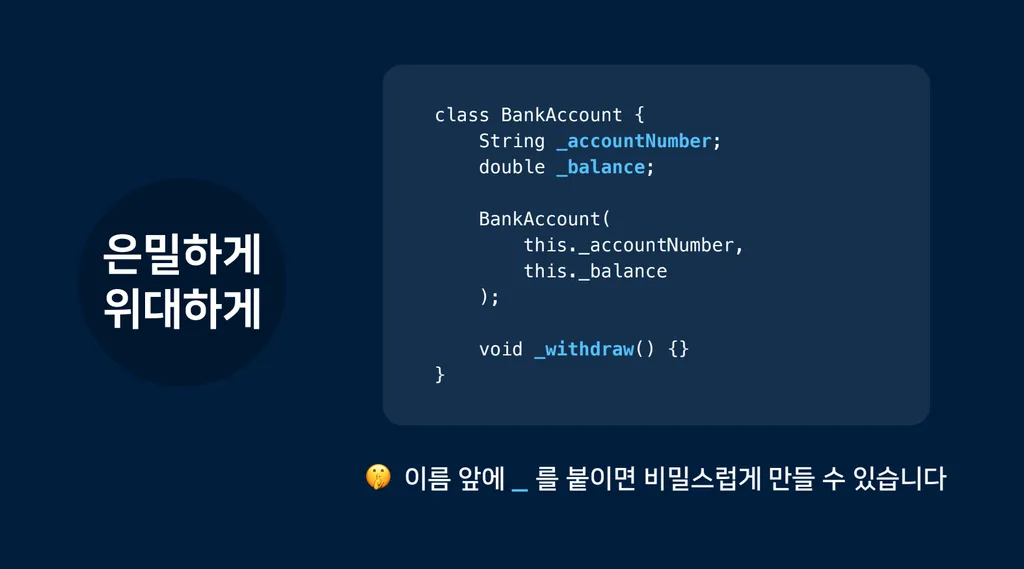 은밀하게
위대하게
class BankAccount {
    String _accountNumber;
    double _balance;

    BankAccount(
        this._accountNumber,
        this._balance
    );

    void _withdraw() {}
}
🤫 이름 앞에 _ 를 붙이면 비밀스럽게 만들 수 있습니다